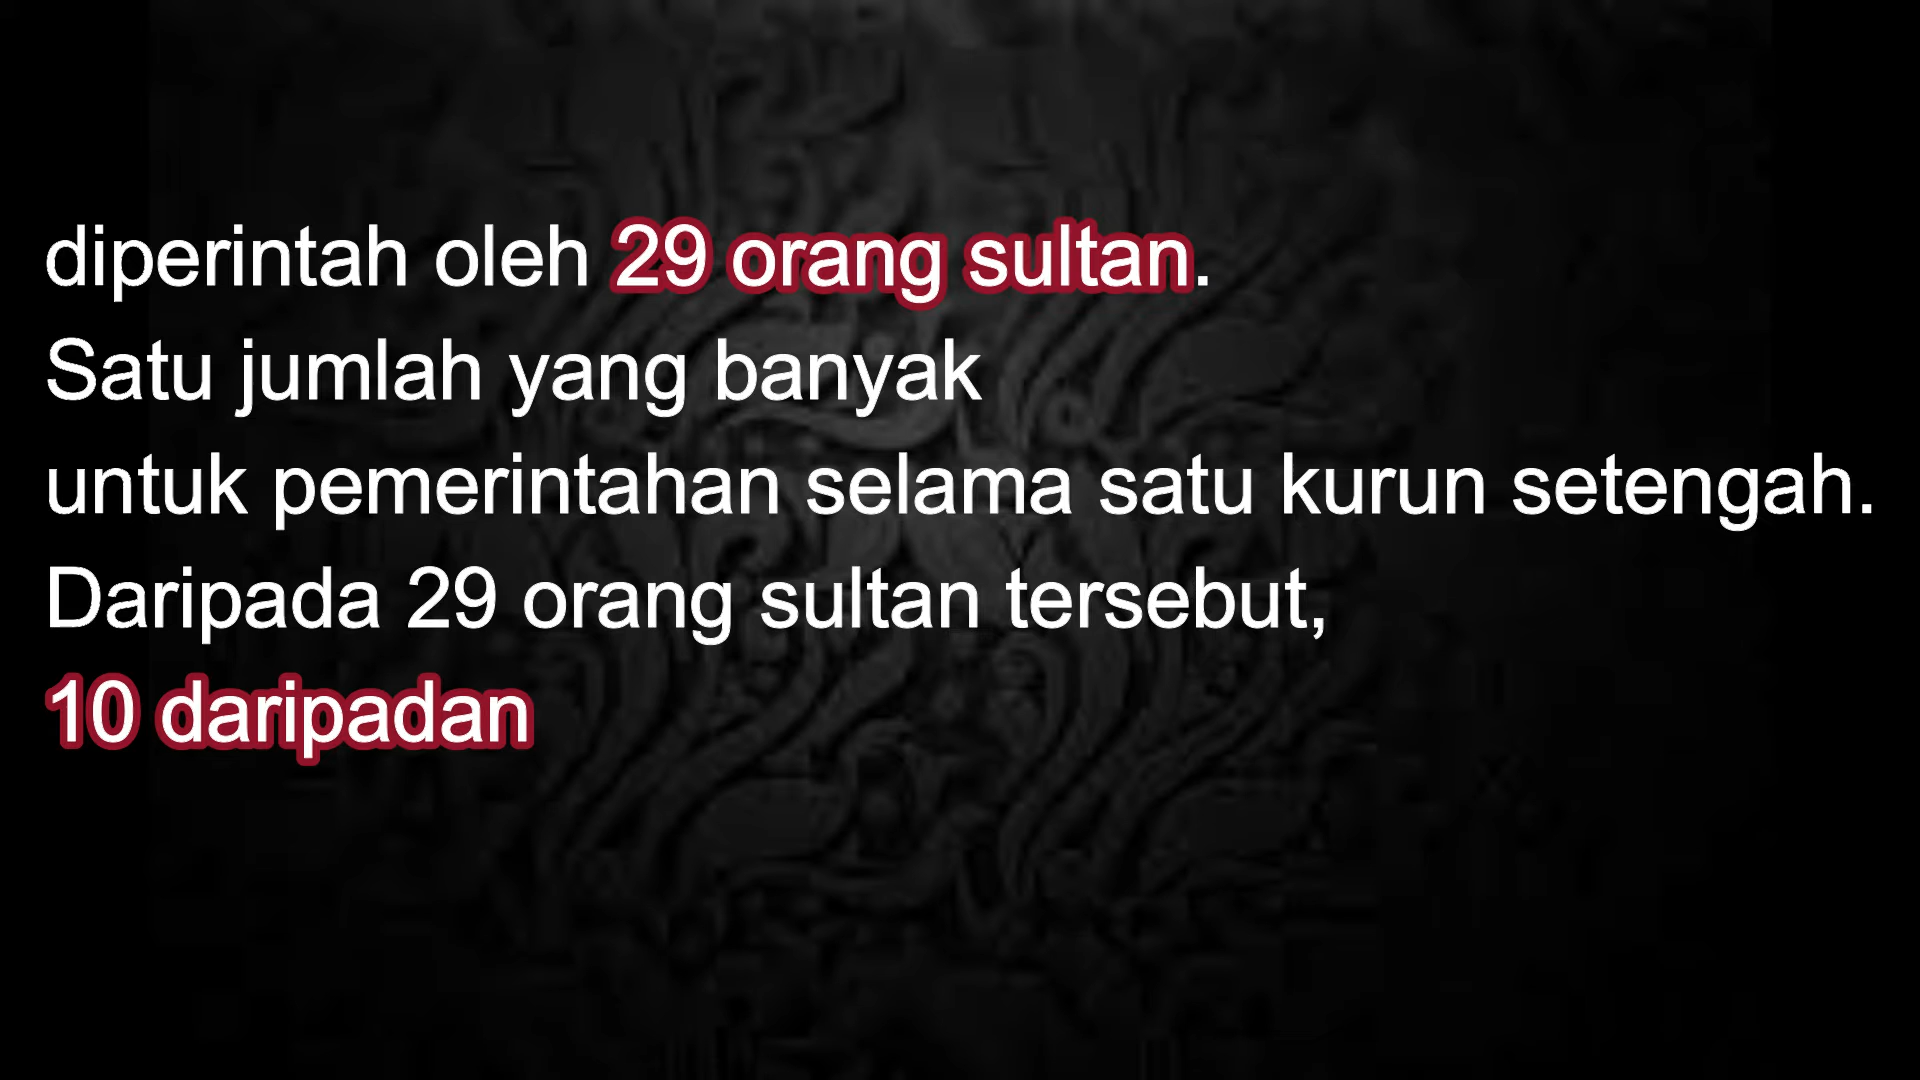 diperintah oleh 29 orang sultan.
Satu jumlah yang banyak
untuk pemerintahan selama satu kurun setengah.
Daripada 29 orang sultan tersebut,
10 daripadan